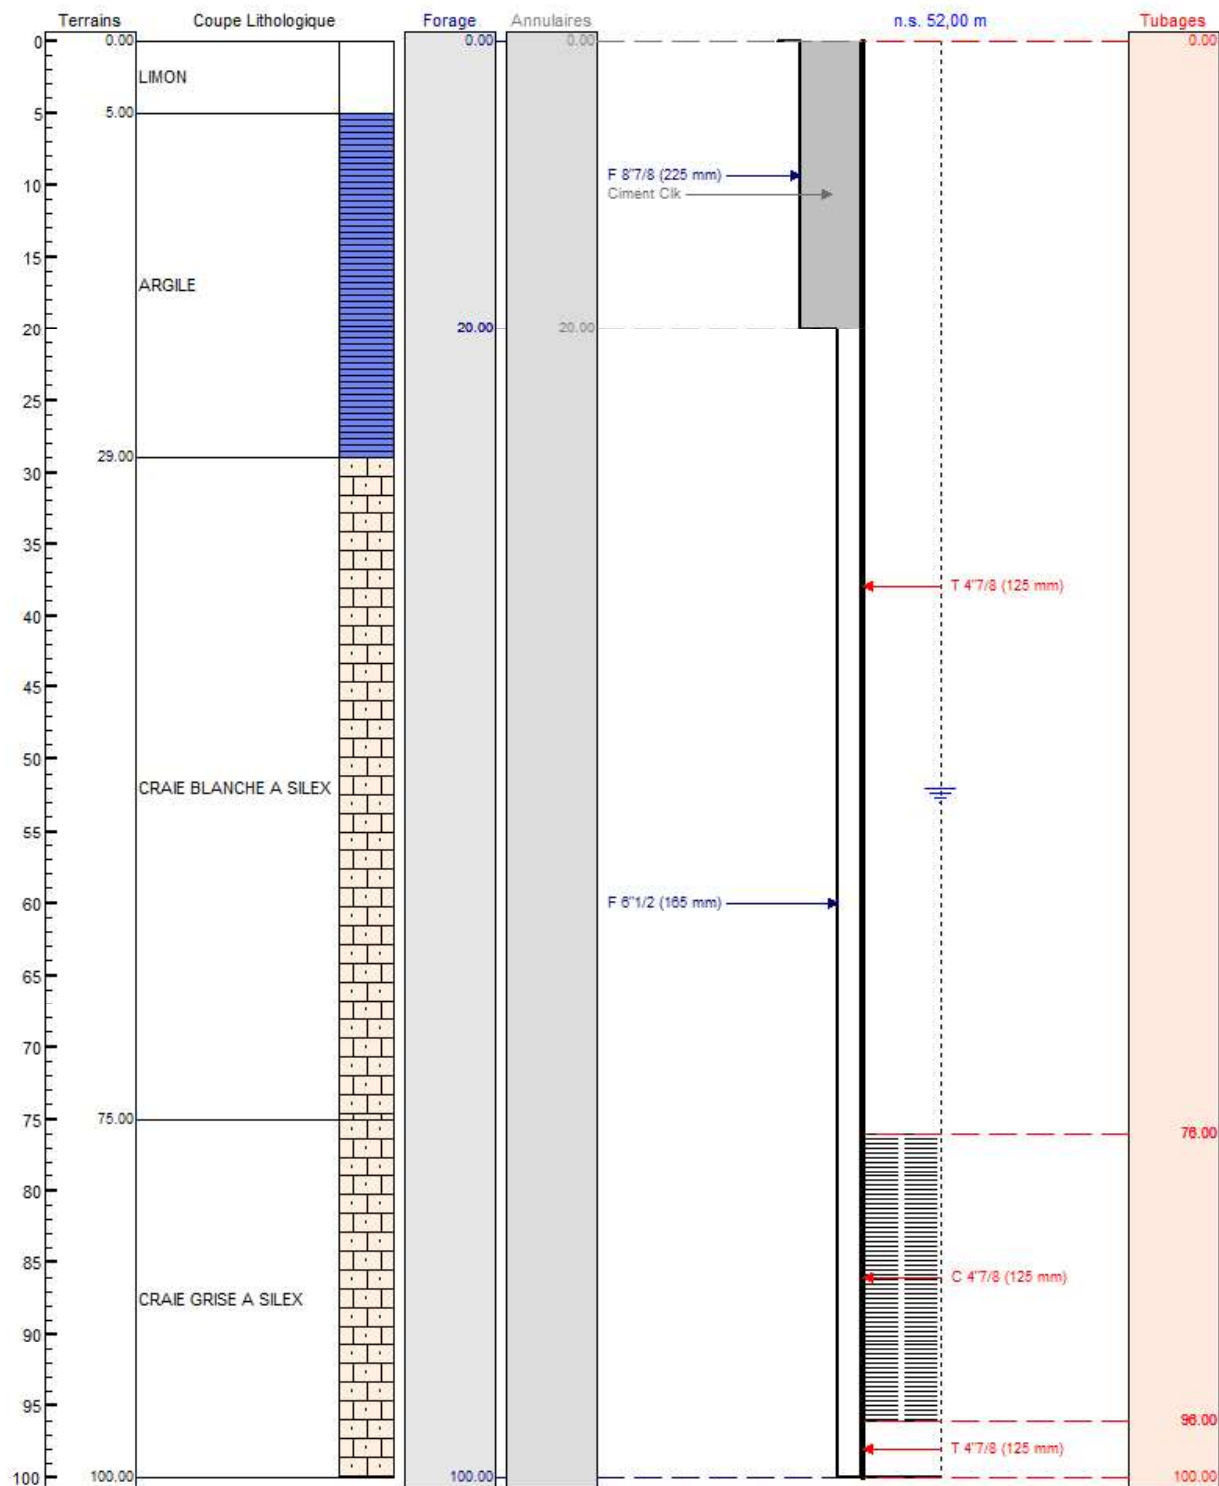 Terrains Coupe Lithologique Forage Annulaires n.s. 52,00 m Tubages
0 0.00 0.00 0.00 0.00
LIMON
5 5.00
10 F 8"7/8 (225 mm)
Ciment Clk
15
ARGILE
20 20.00 20.00
25
29.00
30
35
T 4"7/8 (125 mm)
40
45
50
CRAIE BLANCHE A SILEX
55
60 F 6"1/2 (165 mm)
65
70
75 75.00
76.00
80
85
C 4"7/8 (125 mm)
CRAIE GRISE A SILEX
90
95
96.00
T 4"7/8 (125 mm)
100 100.00 100.00 100.00